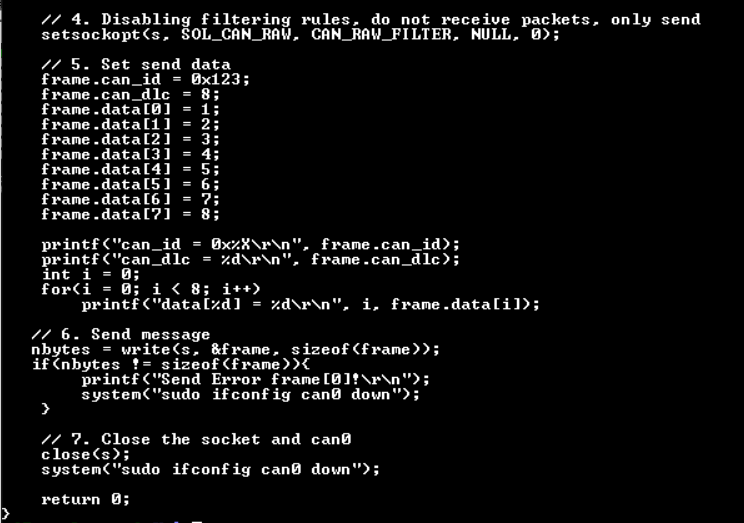 // 4. Disabling filtering rules, do not receive packets, only send
setsockopt(s, SOL_CAN_RAW, CAN_RAW_FILTER, NULL, 0);
// 5. Set send data
frame.can_id = 0x123;
frame.can_dlc = 8;
frame.data[0] = 1;
frame.data[1] = 2;
frame.data[2] = 3;
frame.data[3] = 4;
frame.data[4] = 5;
frame.data[5] = 6;
frame.data[6] = 7;
frame.data[7] = 8;
printf("can_id = 0x%X\r\n", frame.can_id);
printf("can_dlc = %d\r\n", frame.can_dlc);
int i = 0;
for(i = 0; i < 8; i++)
printf("data[%d] = %d\r\n", i, frame.data[i]);
// 6. Send message
nbytes = write(s, &frame, sizeof(frame));
if(nbytes != sizeof(frame)){
printf("Send Error frame[0]!\r\n");
system("sudo ifconfig can0 down");
}
// 7. Close the socket and can0
close(s);
system("sudo ifconfig can0 down");
return 0;
}